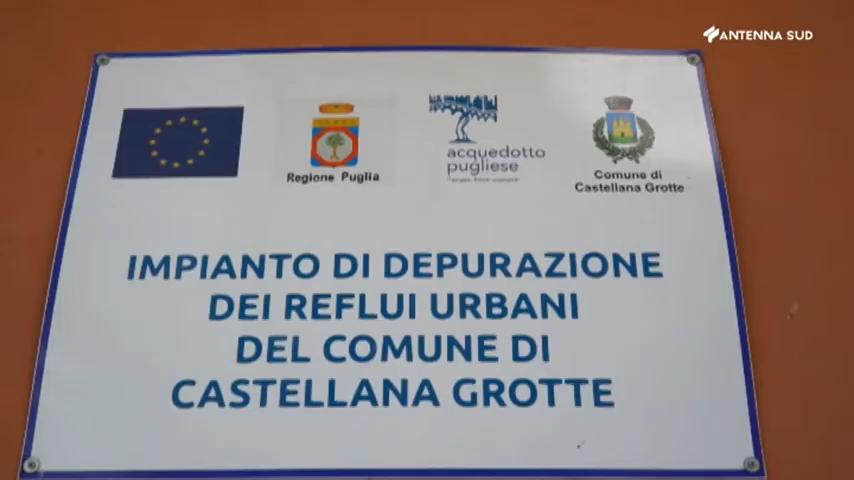 ANTENNA SUD
Regione Puglia
acquedotto
pugliese
Comune di
Castellana Grotte
IMPIANTO DI DEPURAZIONE
DEI REFLUI URBANI
DEL COMUNE DI
CASTELLANA GROTTE